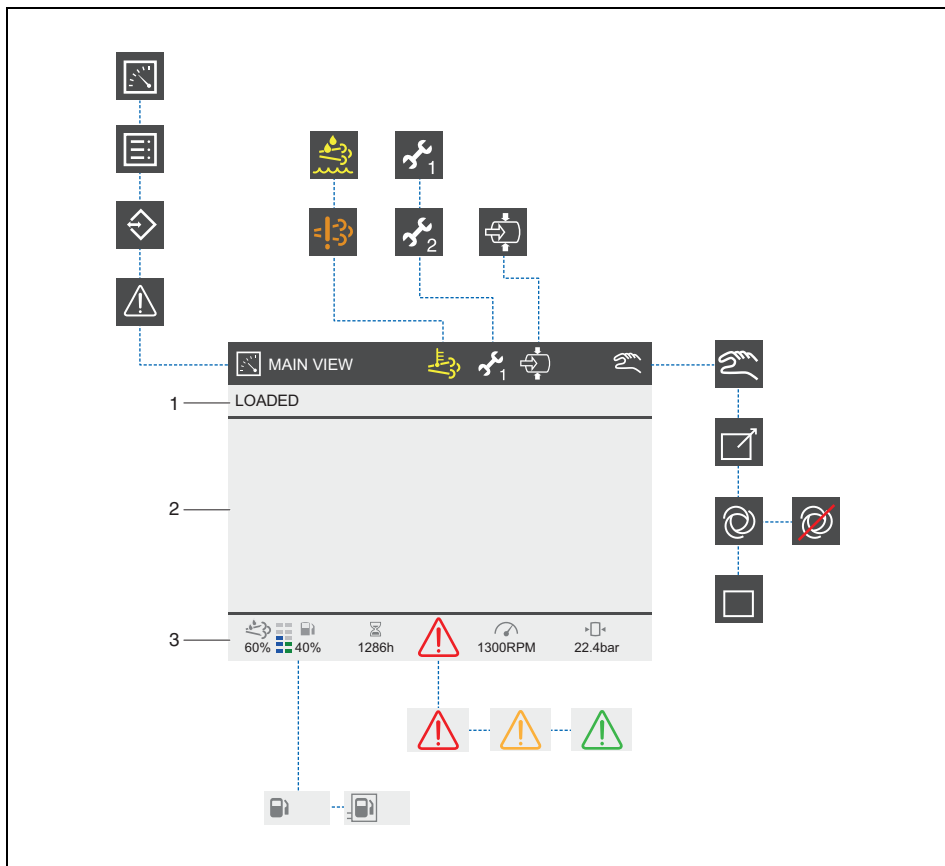 1
2
MAIN VIEW
1
1
LOADED
2
3
60%
40%
1286h
1300RPM
22.4bar